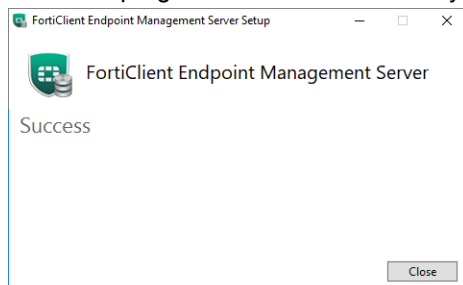 FortiClient Endpoint Management Server Setup
FortiClient Endpoint Management Server
Success
Close